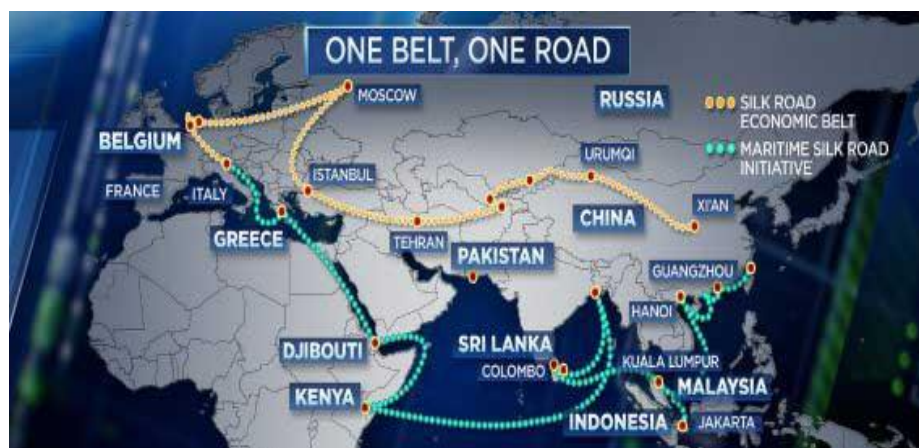 ONE BELT, ONE ROAD
MOSCOW
RUSSIA
SILK ROAD
ECONOMIC BELT
MARITIME SILK ROAD
INITIATIVE
BELGIUM
URUMQI
FRANCE
ITALY
ISTANBUL
XI'AN
GREECE
TEHRAN
CHINA
PAKISTAN
GUANGZHOU
HANOI
DJIBOUTI
SRI LANKA
COLOMBO
KUALA LUMPUR
KENYA
MALAYSIA
INDONESIA
JAKARTA